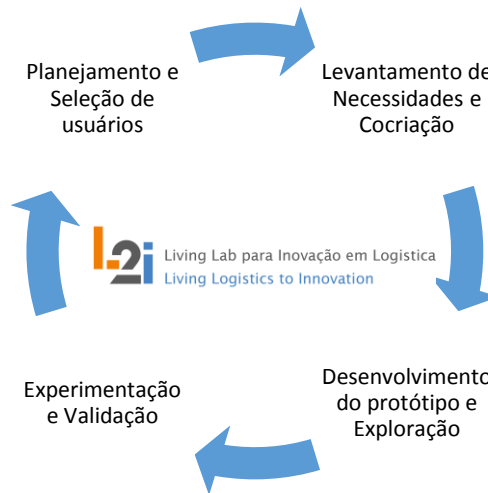 Planejamento e
Seleção de
usuários
Levantamento de
Necessidades e
Cocriação
L2i
Living Lab para Inovação em Logistica
Living Logistics to Innovation
Experimentação
e Validação
Desenvolvimento
do protótipo e
Exploração